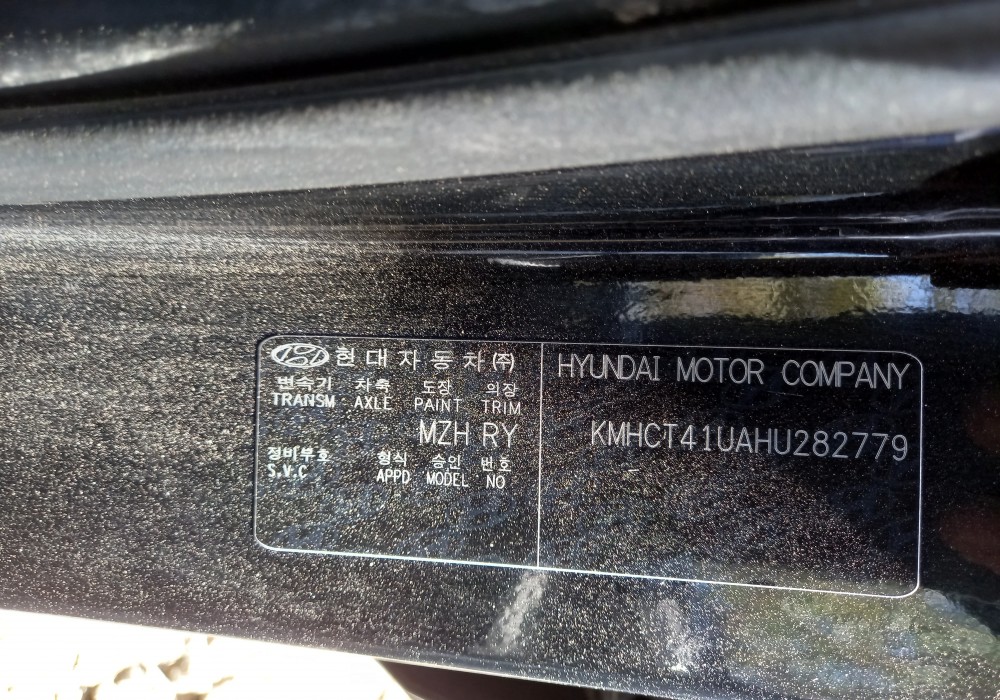 현대자동차(주)
변속기 차축 도장 의장
TRANSM AXLE PAINT TRIM
MZH RY
정비부호 형식 승인 번호
S.V.C APPD MODEL NO
HYUNDAI MOTOR COMPANY
KMHCT41UAHU282779